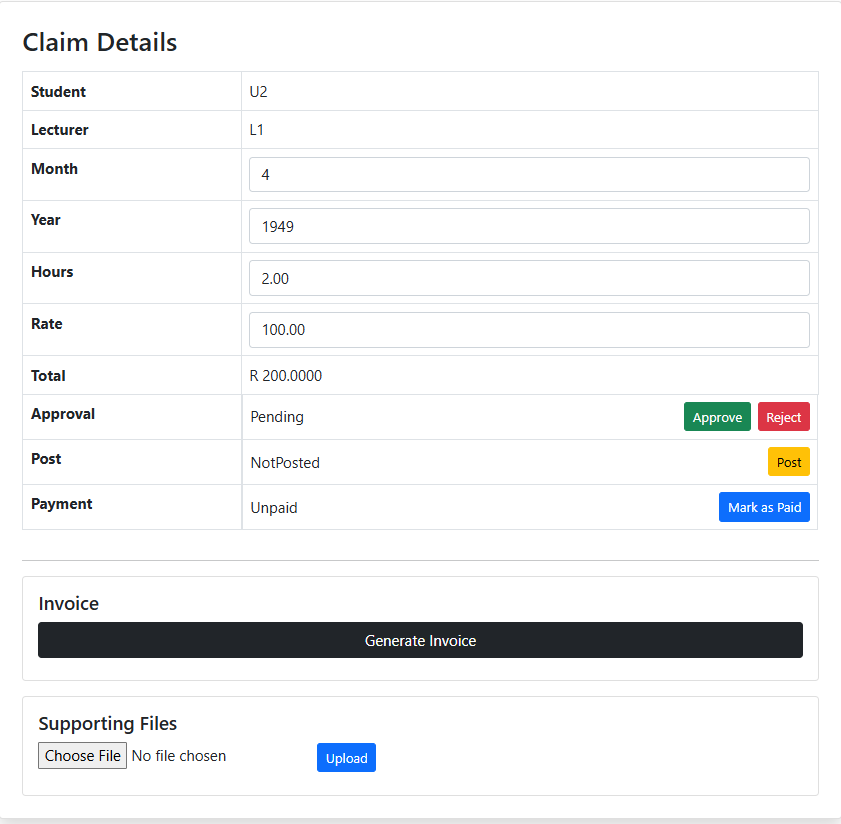 Claim Details
Student U2
Lecturer L1
Month 4
Year 1949
Hours 2.00
Rate 100.00
Total R 200.0000
Approval Pending Approve Reject
Post NotPosted Post
Payment Unpaid Mark as Paid
Invoice
Generate Invoice
Supporting Files
Choose File No file chosen Upload